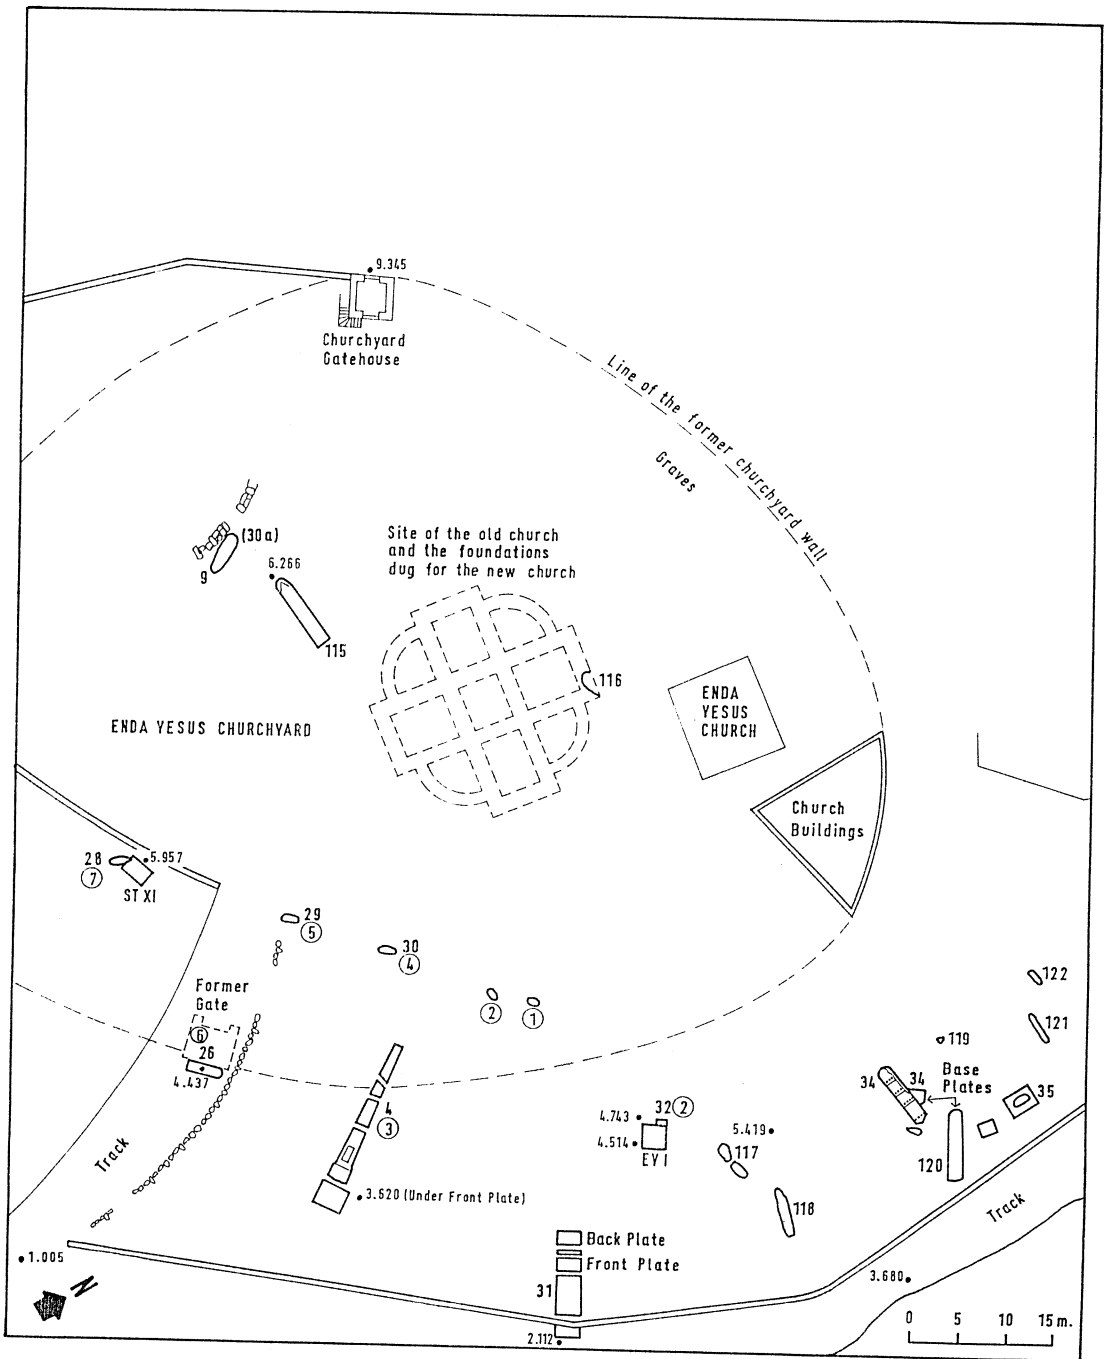 9.345
Churchyard
Gatehouse
Line of the former churchyard wall
Graves
(30a)
9
6.266
115
Site of the old church
and the foundations
dug for the new church
116
ENDA
YESUS
CHURCH
ENDA YESUS CHURCHYARD
Church
Buildings
28
7
5.957
ST XI
29
5
30
4
2
1
Former
Gate
6
26
4.437
122
121
119
34
34
Base
Plates
35
120
4
3
4.743
32 2
4.514
EY I
5.419
117
118
Track
3.620 (Under Front Plate)
Track
Back Plate
Front Plate
31
1.005
N
3.680
2.112
0 5 10 15 m.